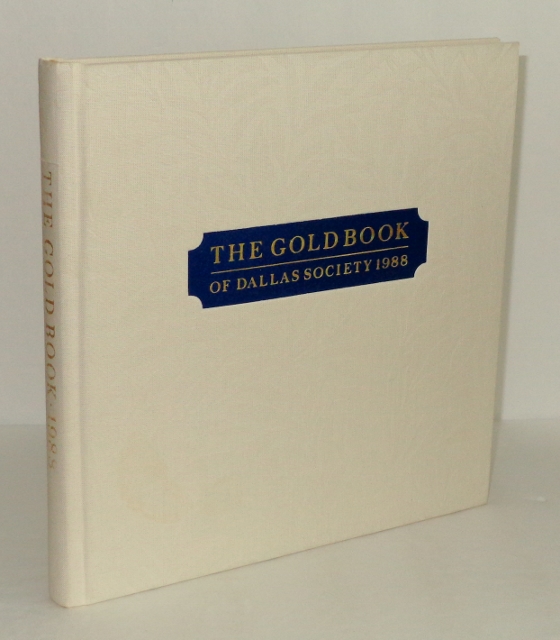 THE GOLD BOOK
OF DALLAS SOCIETY 1988
THE GOLD BOOK · 1988